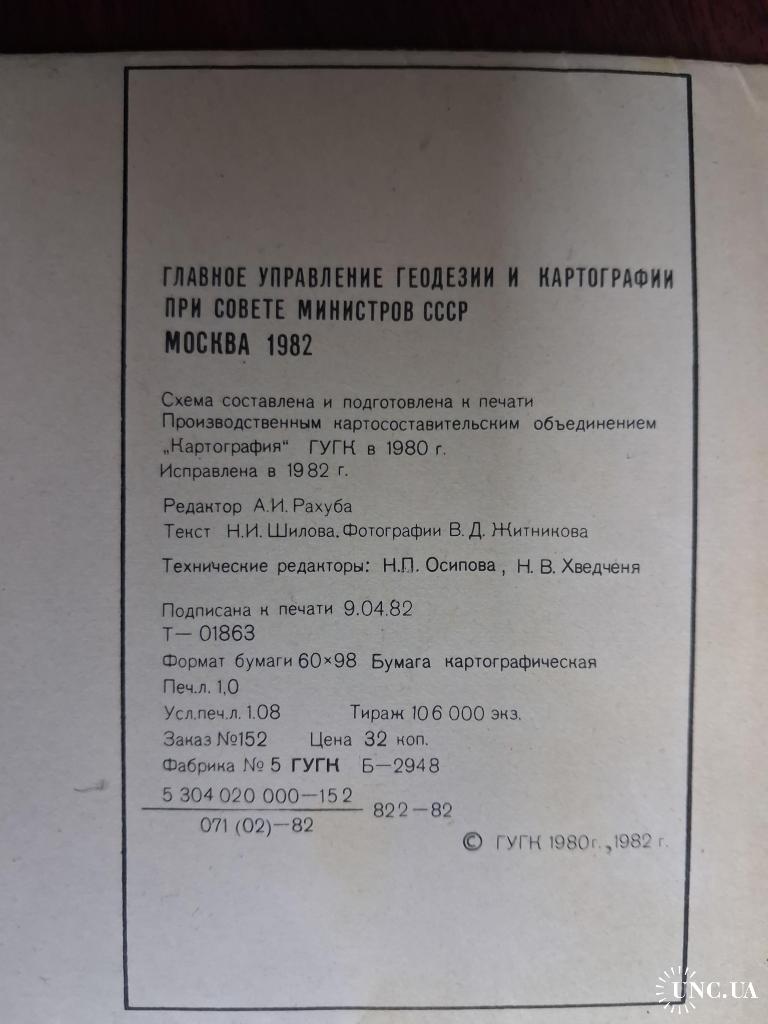 ГЛАВНОЕ УПРАВЛЕНИЕ ГЕОДЕЗИИ И КАРТОГРАФИИ
ПРИ СОВЕТЕ МИНИСТРОВ СССР
МОСКВА 1982
Схема составлена и подготовлена к печати
Производственным картосоставительским объединением
„Картография" ГУГК в 1980 г.
Исправлена в 1982 г.
Редактор А.И. Рахуба
Текст Н.И. Шилова. Фотографии В. Д. Житникова
Технические редакторы: Н.П. Осипова, Н. В. Хведченя
Подписана к печати 9.04.82
Т—01863
Формат бумаги 60×98 Бумага картографическая
Печ.л. 1,0
Усл.печ.л. 1.08 Тираж 106 000 экз.
Заказ №152 Цена 32 коп.
Фабрика №5 ГУГК Б—2948
5 304 020 000—152
071 (02)—82
822—82
© ГУГК 1980г.,1982 г.
UNC.UA